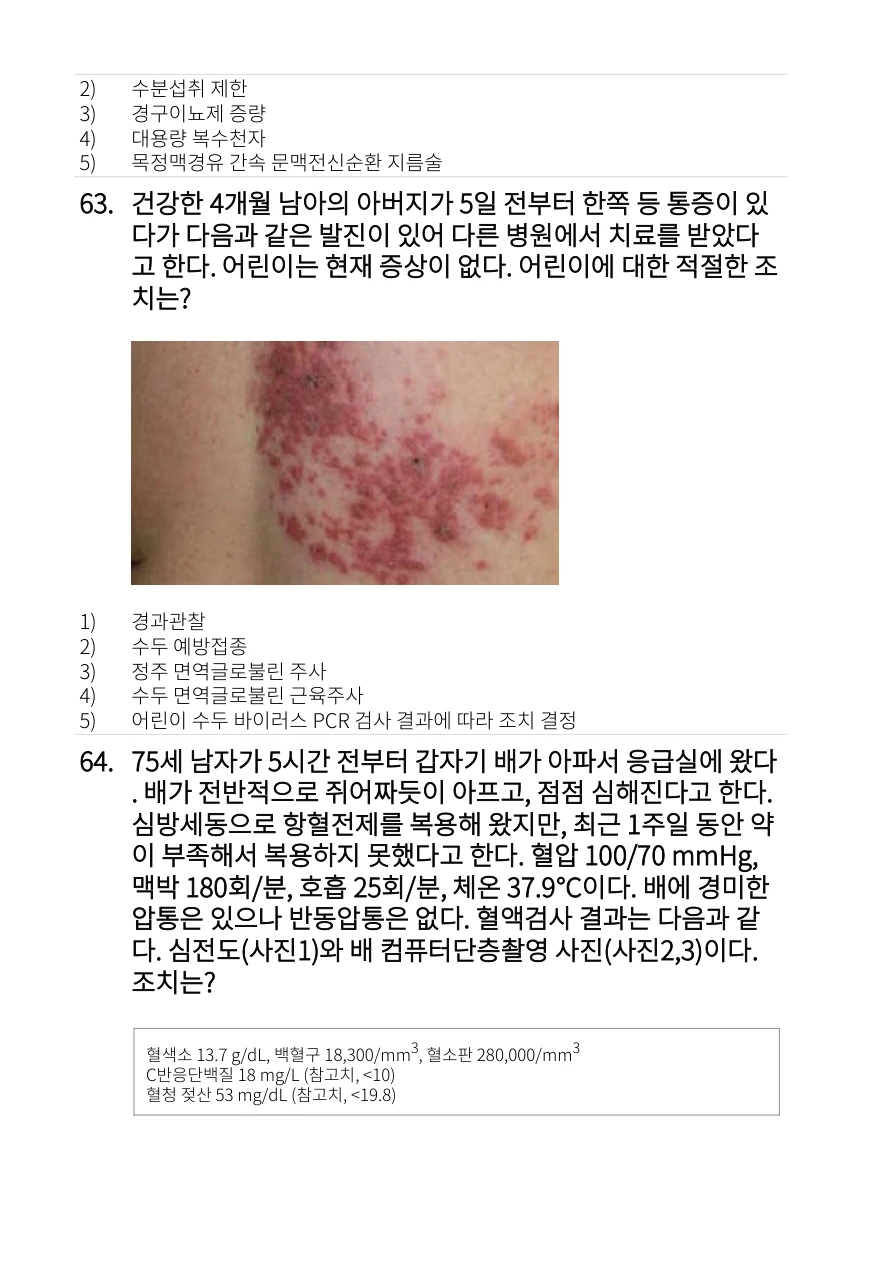 2) 수분섭취 제한
3) 경구이뇨제 증량
4) 대용량 복수천자
5) 목정맥경유 간속 문맥전신순환 지름술
63. 건강한 4개월 남아의 아버지가 5일 전부터 한쪽 등 통증이 있
다가 다음과 같은 발진이 있어 다른 병원에서 치료를 받았다
고 한다. 어린이는 현재 증상이 없다. 어린이에 대한 적절한 조
치는?
1) 경과관찰
2) 수두 예방접종
3) 정주 면역글로불린 주사
4) 수두 면역글로불린 근육주사
5) 어린이 수두 바이러스 PCR 검사 결과에 따라 조치 결정
64. 75세 남자가 5시간 전부터 갑자기 배가 아파서 응급실에 왔다
. 배가 전반적으로 쥐어짜듯이 아프고, 점점 심해진다고 한다.
심방세동으로 항혈전제를 복용해 왔지만, 최근 1주일 동안 약
이 부족해서 복용하지 못했다고 한다. 혈압 100/70 mmHg,
맥박 180회/분, 호흡 25회/분, 체온 37.9℃이다. 배에 경미한
압통은 있으나 반동압통은 없다. 혈액검사 결과는 다음과 같
다. 심전도(사진1)와 배 컴퓨터단층촬영 사진(사진2,3)이다.
조치는?
혈색소 13.7 g/dL, 백혈구 18,300/mm³, 혈소판 280,000/mm³
C반응단백질 18 mg/L (참고치, <10)
혈청 젖산 53 mg/dL (참고치, <19.8)